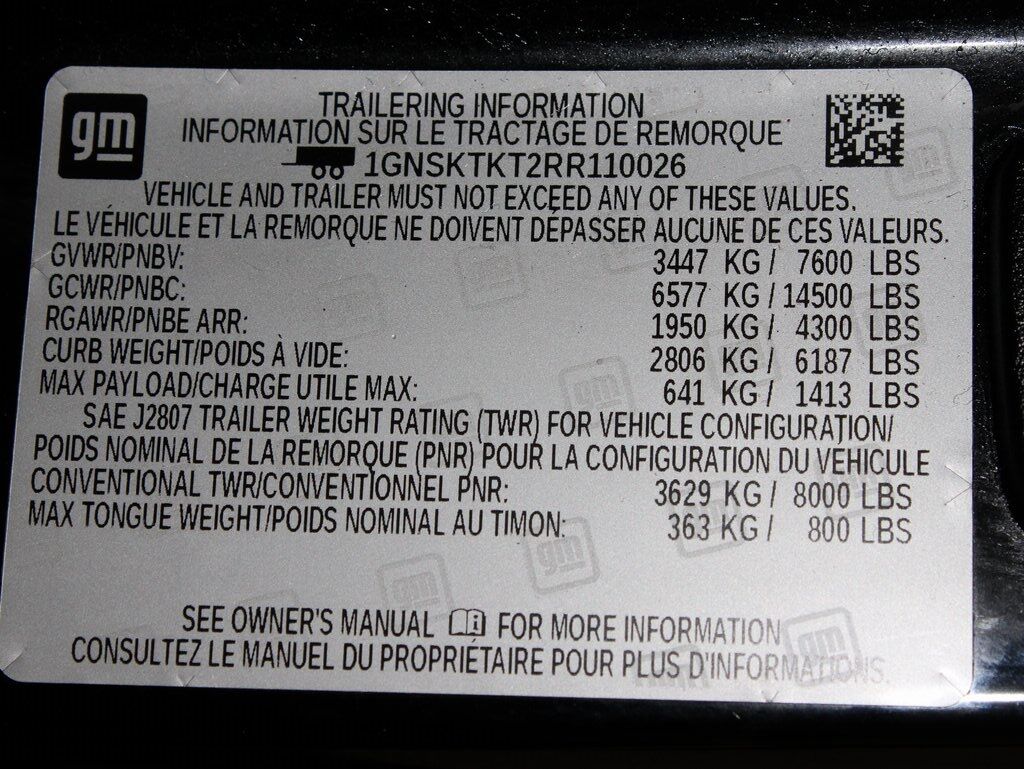 gm
TRAILERING INFORMATION
INFORMATION SUR LE TRACTAGE DE REMORQUE
1GNSKTKT2RR110026
VEHICLE AND TRAILER MUST NOT EXCEED ANY OF THESE VALUES.
LE VÉHICULE ET LA REMORQUE NE DOIVENT DÉPASSER AUCUNE DE CES VALEURS.
GVWR/PNBV: 3447 KG / 7600 LBS
GCWR/PNBC: 6577 KG / 14500 LBS
RGAWR/PNBE ARR: 1950 KG / 4300 LBS
CURB WEIGHT/POIDS À VIDE: 2806 KG / 6187 LBS
MAX PAYLOAD/CHARGE UTILE MAX: 641 KG / 1413 LBS
SAE J2807 TRAILER WEIGHT RATING (TWR) FOR VEHICLE CONFIGURATION/
POIDS NOMINAL DE LA REMORQUE (PNR) POUR LA CONFIGURATION DU VEHICULE
CONVENTIONAL TWR/CONVENTIONNEL PNR: 3629 KG / 8000 LBS
MAX TONGUE WEIGHT/POIDS NOMINAL AU TIMON: 363 KG / 800 LBS
SEE OWNER'S MANUAL FOR MORE INFORMATION
CONSULTEZ LE MANUEL DU PROPRIÉTAIRE POUR PLUS D'INFORMATIONS.